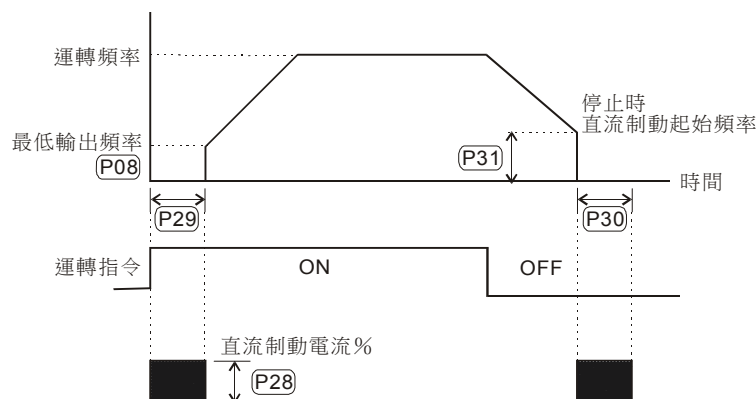 運轉頻率
停止時
直流制動起始頻率
最低輸出頻率
P08
P31
時間
P29
P30
運轉指令
ON
OFF
直流制動電流%
P28